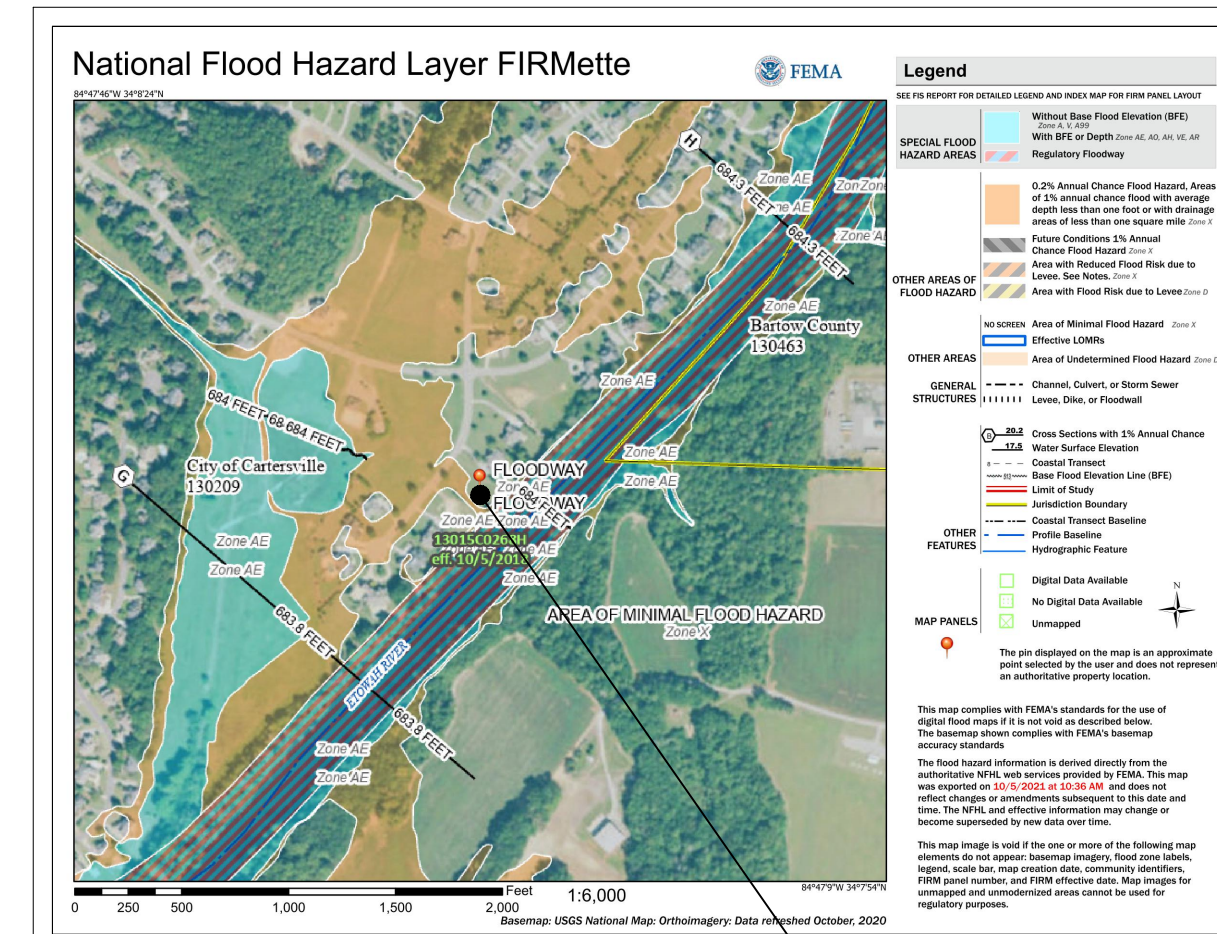 National Flood Hazard Layer FIRMette
FEMA
84°47'46"W 34°8'24"N
H
684.3 FEET
684.3 FEET
Zone AE
Zone AE
Zone AE
Bartow County
130463
Zone AE
684 FEET
684 FEET
City of Cartersville
130209
Zone AE
Zone AE
G
FLOODWAY
FLOODWAY
684 FEET
Zone AE
Zone AE
Zone AE Zone AE
eff. 10/5/2018
Zone AE
AREA OF MINIMAL FLOOD HAZARD
Zone X
683.8 FEET
ETOWAH RIVER
683.8 FEET
Zone AE
Zone AE
84°47'9"W 34°7'54"N
Feet
1:6,000
0 250 500 1,000 1,500 2,000
Basemap: USGS National Map: Orthoimagery: Data refreshed October, 2020
Legend
SEE FIS REPORT FOR DETAILED LEGEND AND INDEX MAP FOR FIRM PANEL LAYOUT
SPECIAL FLOOD
HAZARD AREAS
Without Base Flood Elevation (BFE)
Zone A, V, A99
With BFE or Depth Zone AE, AO, AH, VE, AR
Regulatory Floodway
OTHER AREAS OF
FLOOD HAZARD
0.2% Annual Chance Flood Hazard, Areas
of 1% annual chance flood with average
depth less than one foot or with drainage
areas of less than one square mile Zone X
Future Conditions 1% Annual
Chance Flood Hazard Zone X
Area with Reduced Flood Risk due to
Levee. See Notes. Zone X
Area with Flood Risk due to Levee Zone D
OTHER AREAS
NO SCREEN Area of Minimal Flood Hazard Zone X
Effective LOMRs
Area of Undetermined Flood Hazard Zone
GENERAL
STRUCTURES
Channel, Culvert, or Storm Sewer
Levee, Dike, or Floodwall
OTHER
FEATURES
B 20.2 Cross Sections with 1% Annual Chance
17.5 Water Surface Elevation
8 Coastal Transect
513 Base Flood Elevation Line (BFE)
Limit of Study
Jurisdiction Boundary
Coastal Transect Baseline
Profile Baseline
Hydrographic Feature
MAP PANELS
Digital Data Available
No Digital Data Available
Unmapped
N
The pin displayed on the map is an approximate
point selected by the user and does not represent
an authoritative property location.
This map complies with FEMA's standards for the use of
digital flood maps if it is not void as described below.
The basemap shown complies with FEMA's basemap
accuracy standards
The flood hazard information is derived directly from the
authoritative NFHL web services provided by FEMA. This map
was exported on 10/5/2021 at 10:36 AM and does not
reflect changes or amendments subsequent to this date and
time. The NFHL and effective information may change or
become superseded by new data over time.
This map image is void if the one or more of the following map
elements do not appear: basemap imagery, flood zone labels,
legend, scale bar, map creation date, community identifiers,
FIRM panel number, and FIRM effective date. Map images for
unmapped and unmodernized areas cannot be used for
regulatory purposes.